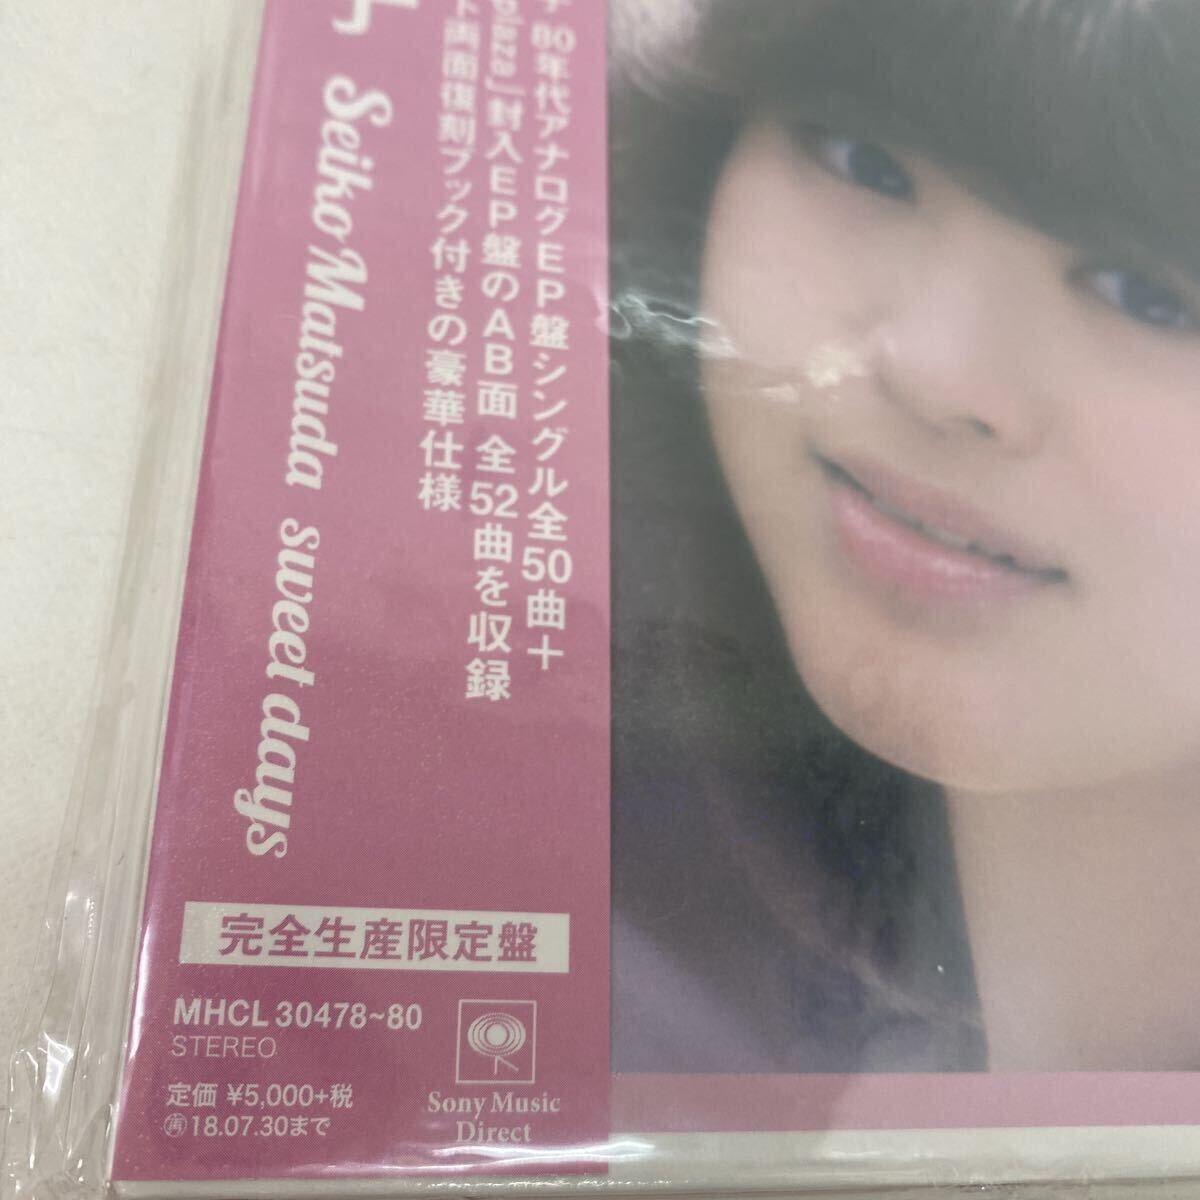 Seiko Matsuda sweet days
80年代アナログEP盤シングル全50曲＋
」封入EP盤のAB面 全52曲を収録
ト両面復刻ブック付きの豪華仕様
完全生産限定盤
MHCL 30478~80
STEREO
定価 ¥5,000+税
㊢18.07.30まで
Sony Music
Direct